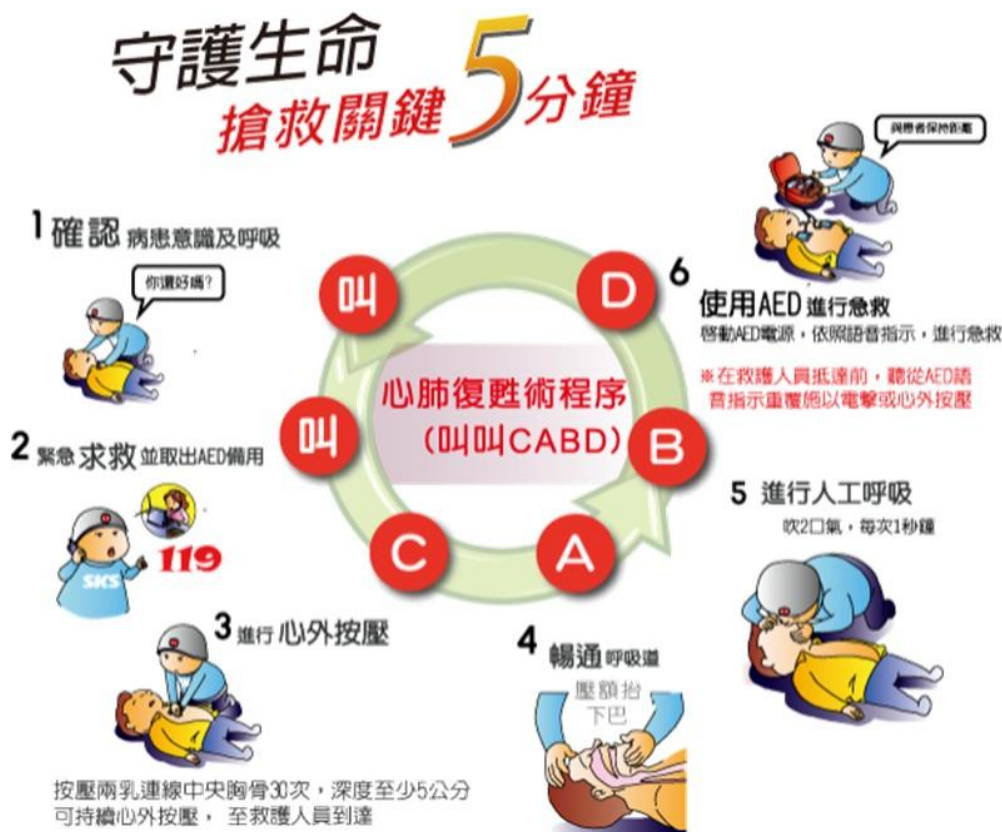 守護生命
搶救關鍵5分鐘
1 確認 病患意識及呼吸
你還好嗎?
2 緊急 求救 並取出AED備用
SKS
119
3 進行 心外按壓
按壓兩乳連線中央胸骨30次，深度至少5公分
可持續心外按壓， 至救護人員到達
4 暢通 呼吸道
壓額抬
下巴
5 進行人工呼吸
吹2口氣，每次1秒鐘
6
與患者保持距離
使用AED 進行急救
啓動AED電源，依照語音指示，進行急救
※在救護人員抵達前，聽從AED語
音指示重覆施以電擊或心外按壓
心肺復甦術程序
(叫叫CABD)
叫
叫
C
A
B
D